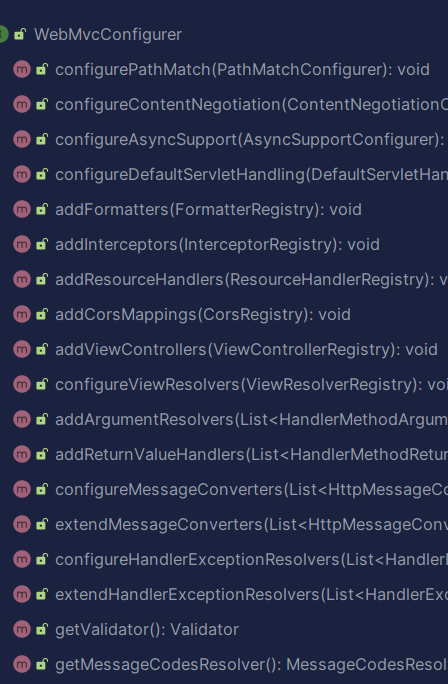 WebMvcConfigurer
configurePathMatch(PathMatchConfigurer): void
configureContentNegotiation(ContentNegotiationC
configureAsyncSupport(AsyncSupportConfigurer):
configureDefaultServletHandling(DefaultServletHan
addFormatters(FormatterRegistry): void
addInterceptors(InterceptorRegistry): void
addResourceHandlers(ResourceHandlerRegistry): v
addCorsMappings(CorsRegistry): void
addViewControllers(ViewControllerRegistry): void
configureViewResolvers(ViewResolverRegistry): voi
addArgumentResolvers(List<HandlerMethodArgum
addReturnValueHandlers(List<HandlerMethodRetur
configureMessageConverters(List<HttpMessageCo
extendMessageConverters(List<HttpMessageConv
configureHandlerExceptionResolvers(List<Handler
extendHandlerExceptionResolvers(List<HandlerExc
getValidator(): Validator
getMessageCodesResolver(): MessageCodesResol